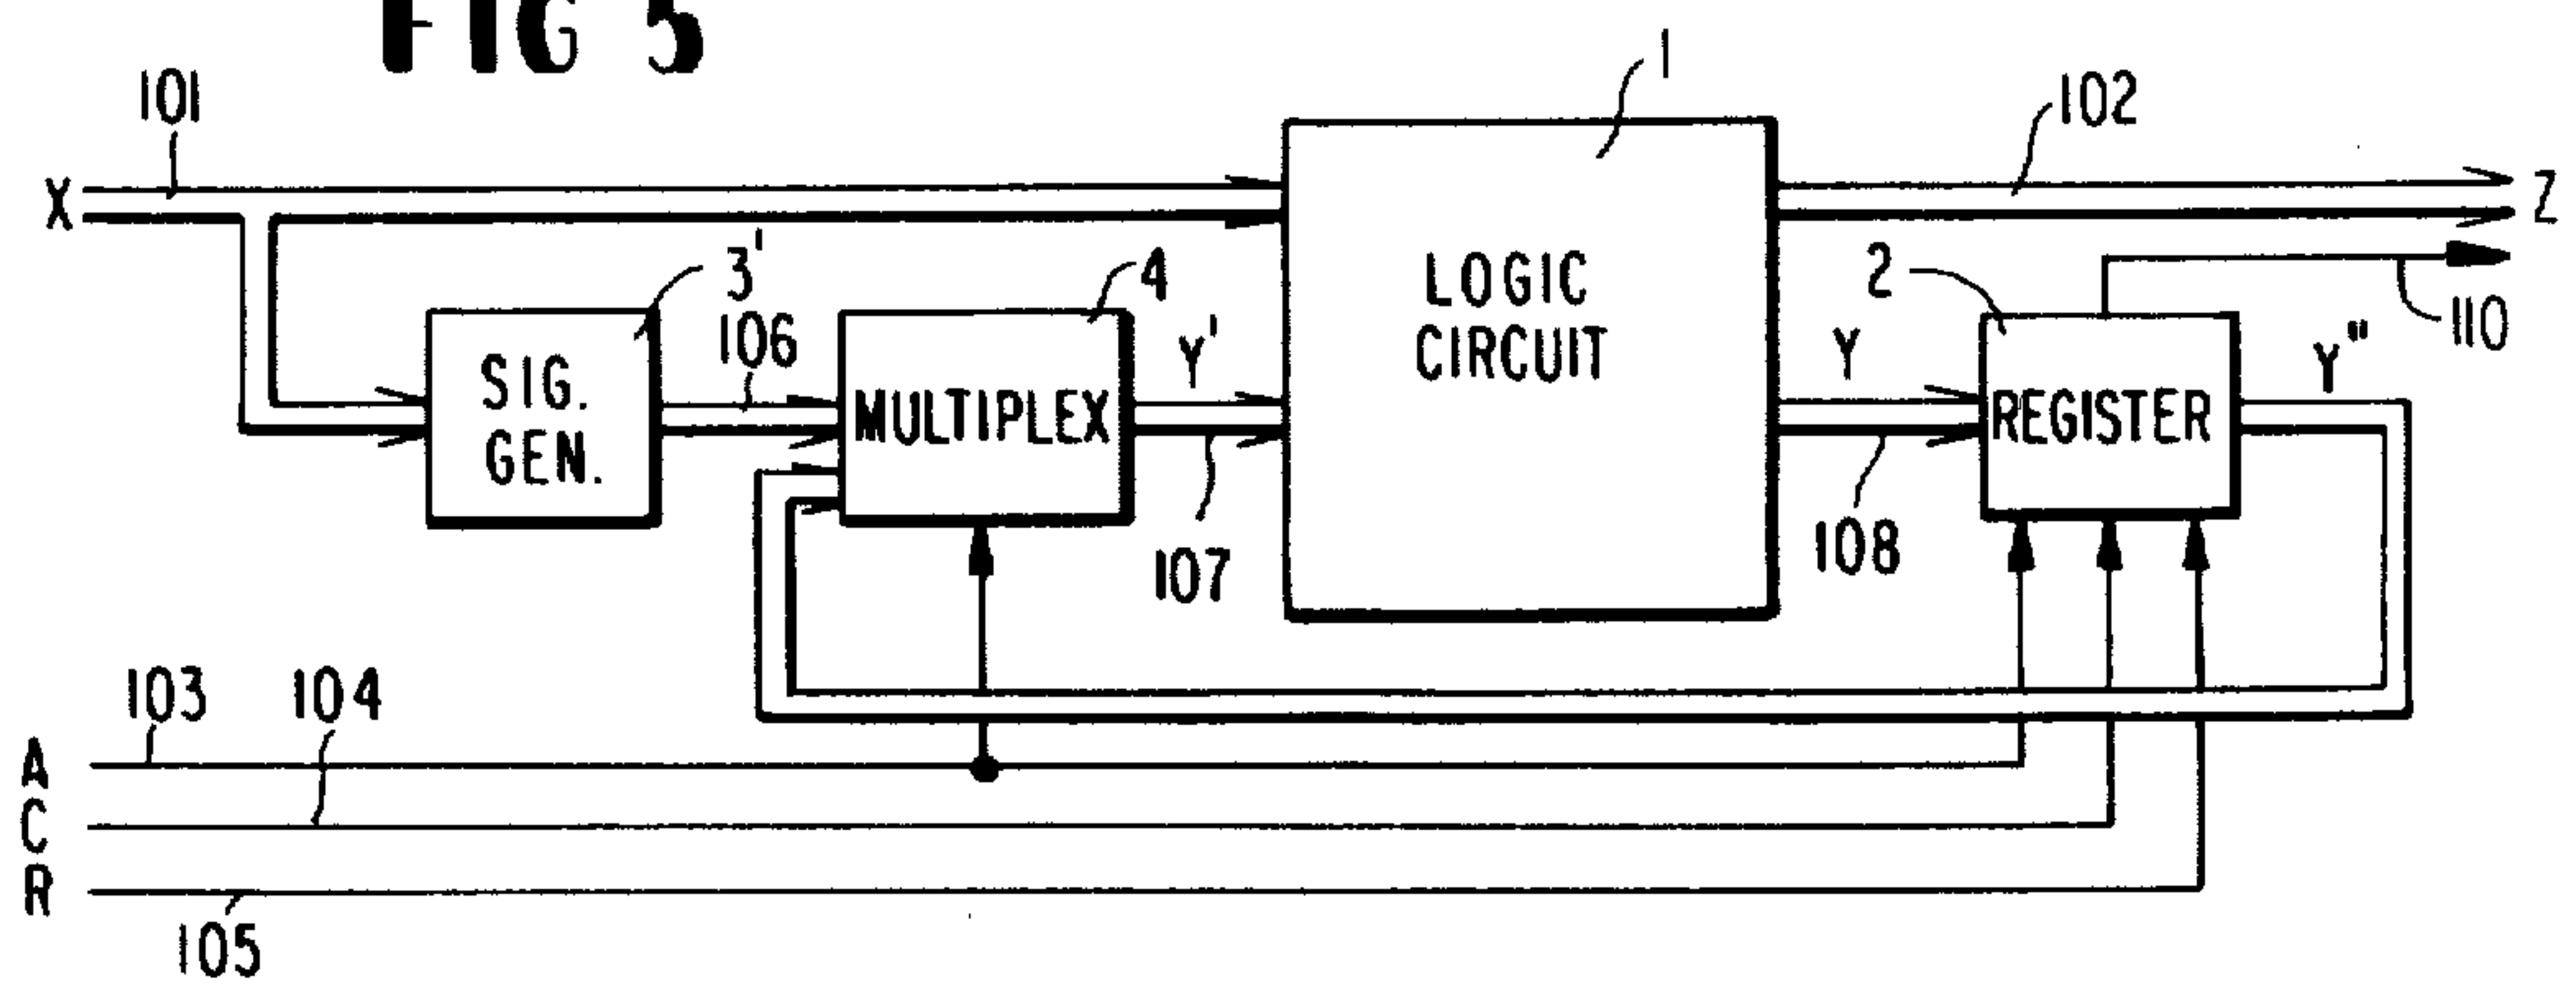 FIG 5
101
1
102
X
Z
3'
4
2
110
LOGIC
CIRCUIT
106
Y'
Y
Y"
SIG.
GEN.
MULTIPLEX
REGISTER
107
108
103
104
A
C
R
105